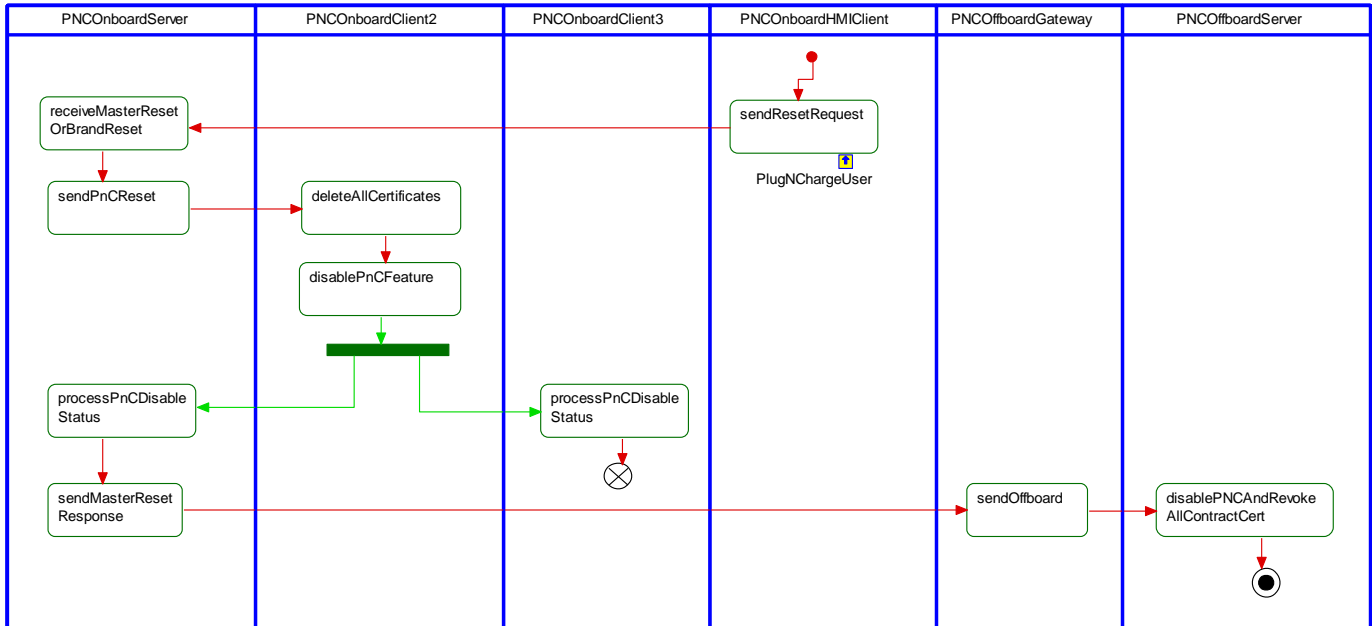 PNCOnboardServer
PNCOnboardClient2
PNCOnboardClient3
PNCOnboardHMIClient
PNCOffboardGateway
PNCOffboardServer
receiveMasterReset
OrBrandReset
sendResetRequest
PlugNChargeUser
sendPnCReset
deleteAllCertificates
disablePnCFeature
processPnCDisable
Status
processPnCDisable
Status
sendMasterReset
Response
sendOffboard
disablePNCAndRevoke
AllContractCert